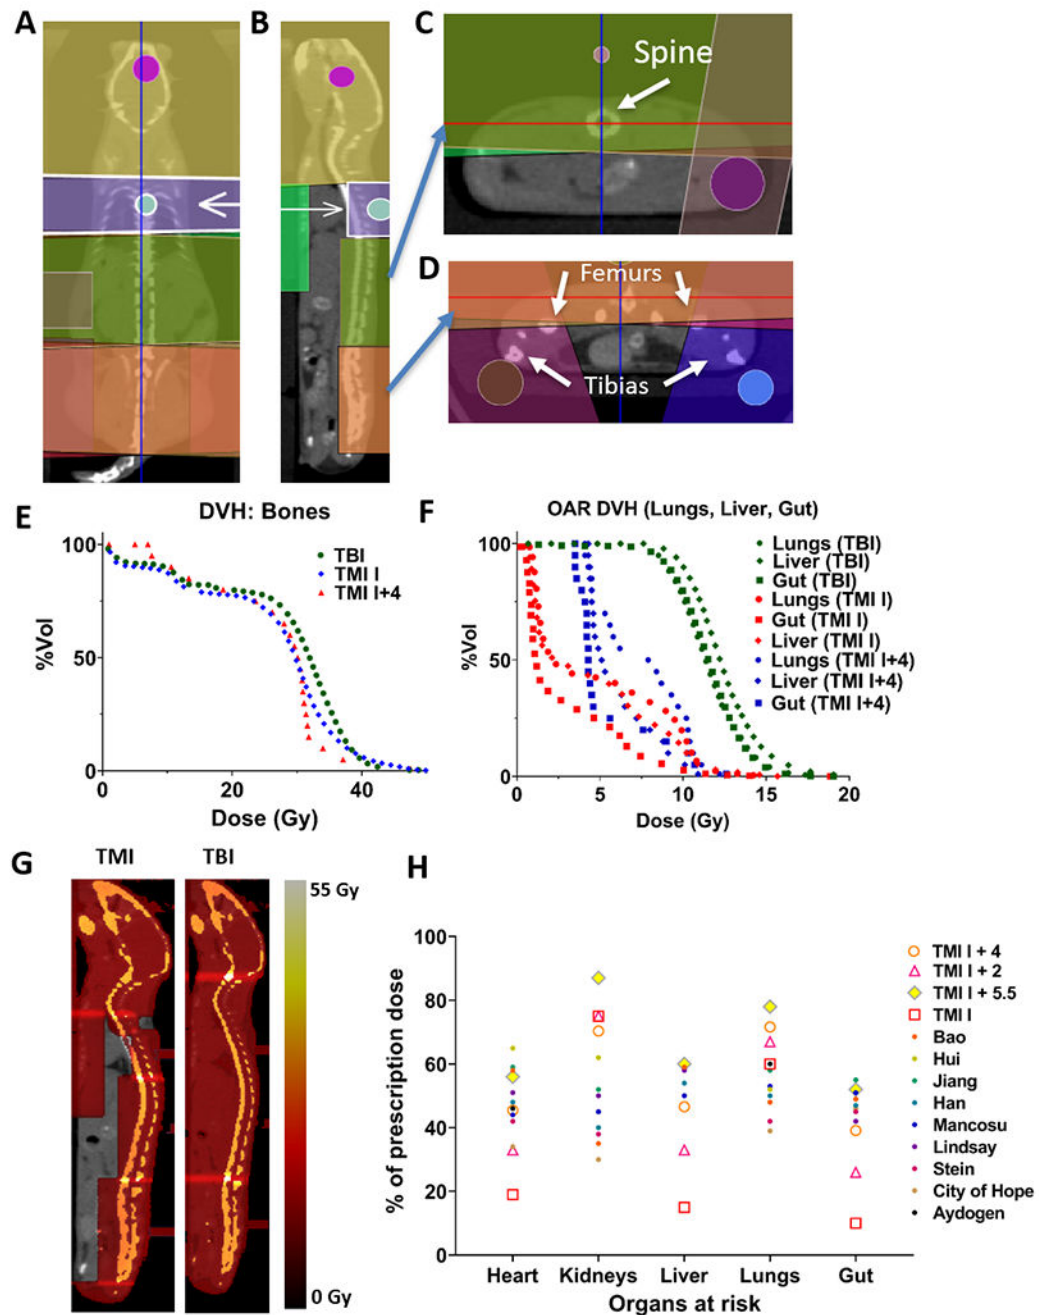 A
B
C
Spine
D
Femurs
Tibias
E
DVH: Bones
%Vol
100
50
0
0
20
40
Dose (Gy)
TBI
TMI I
TMI I+4
F
OAR DVH (Lungs, Liver, Gut)
%Vol
100
50
0
0
5
10
15
20
Dose (Gy)
Lungs (TBI)
Liver (TBI)
Gut (TBI)
Lungs (TMI I)
Gut (TMI I)
Liver (TMI I)
Lungs (TMI I+4)
Liver (TMI I+4)
Gut (TMI I+4)
G
TMI
TBI
55 Gy
0 Gy
H
% of prescription dose
100
80
60
40
20
0
Heart
Kidneys
Liver
Lungs
Gut
Organs at risk
TMI I + 4
TMI I + 2
TMI I + 5.5
TMI I
Bao
Hui
Jiang
Han
Mancosu
Lindsay
Stein
City of Hope
Aydogen